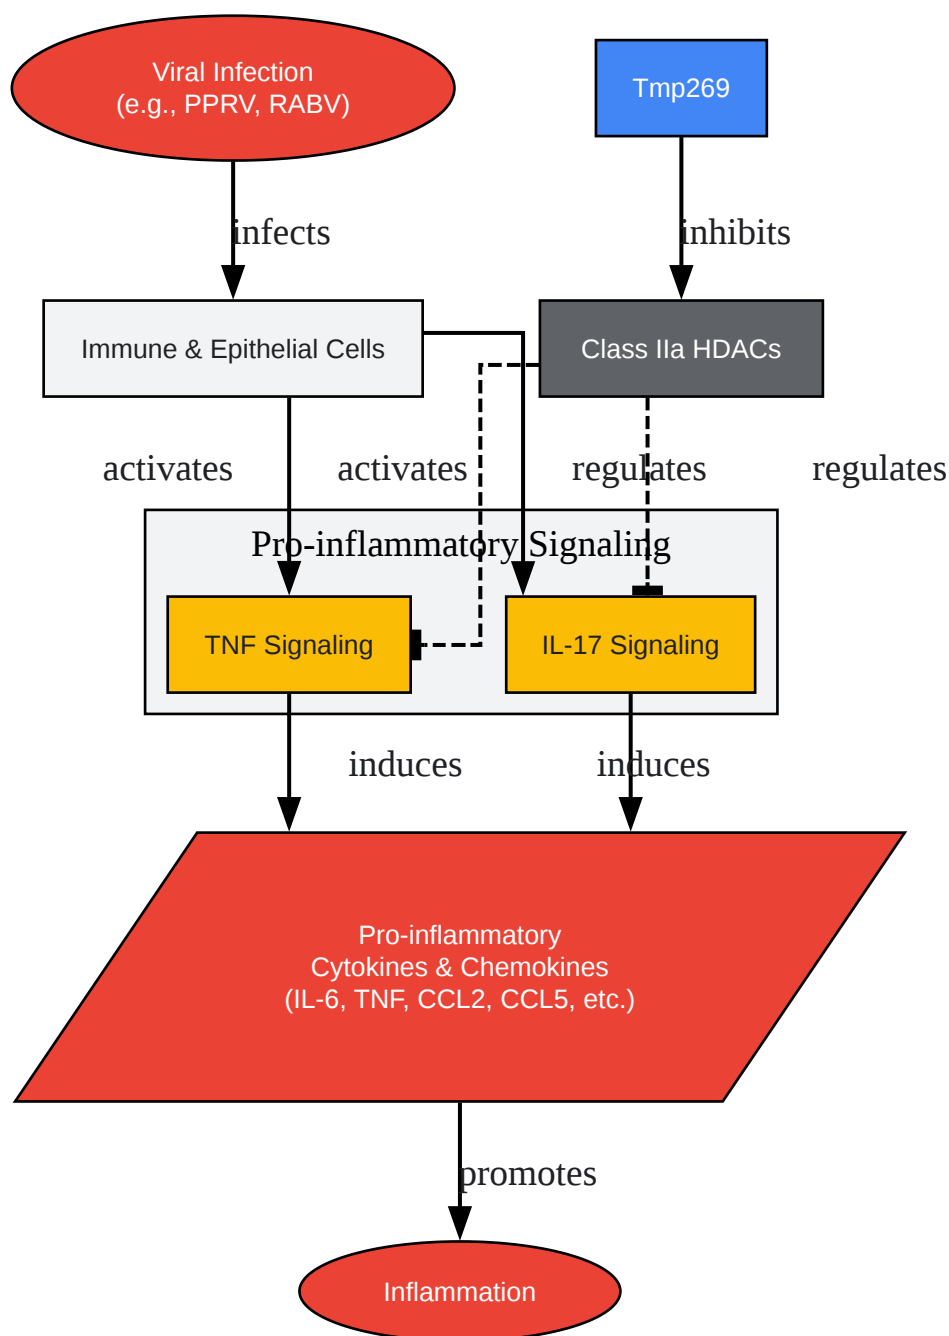 Viral Infection
(e.g., PPRV, RABV)
Tmp269
infects
inhibits
Immune & Epithelial Cells
Class IIa HDACs
activates
activates
regulates
regulates
Pro-inflammatory Signaling
TNF Signaling
IL-17 Signaling
induces
induces
Pro-inflammatory
Cytokines & Chemokines
(IL-6, TNF, CCL2, CCL5, etc.)
promotes
Inflammation